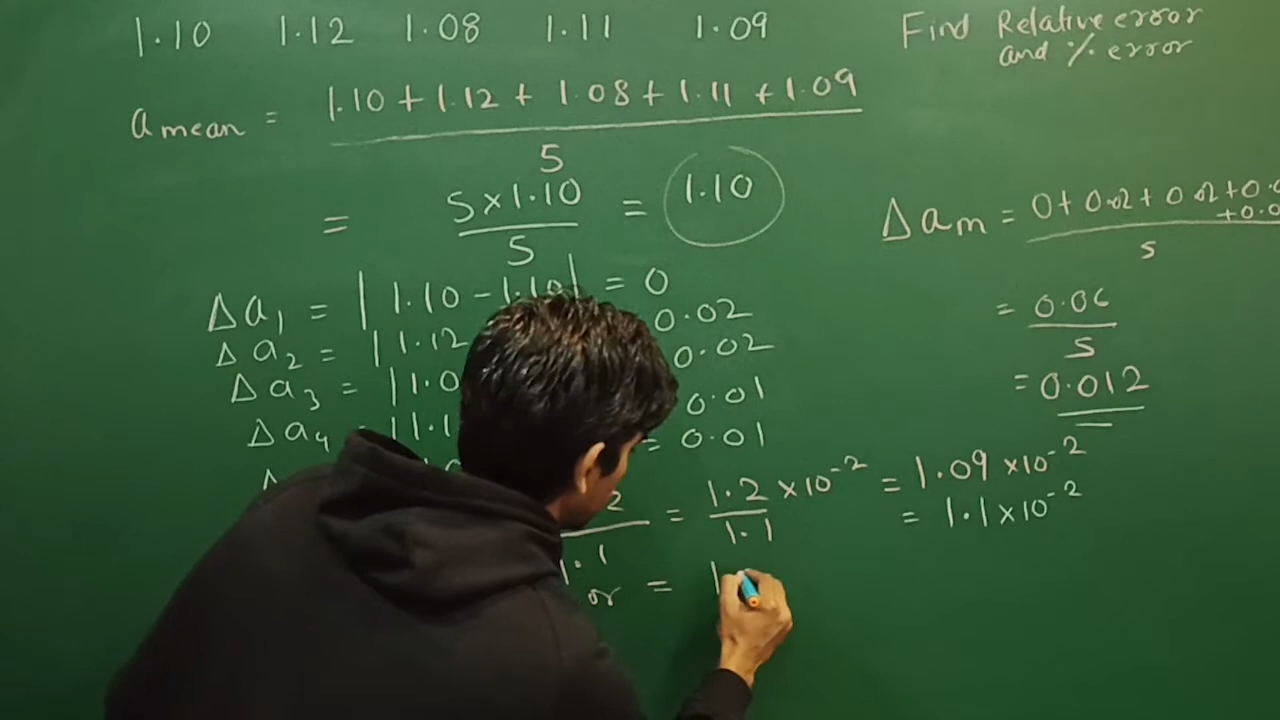 1.10 1.12 1.08 1.11 1.09
Find Relative error
and % error
a mean = 1.10 + 1.12 + 1.08 + 1.11 + 1.09
5
= 5×1.10 = 1.10
5
Δa₁ = | 1.10 - 1.10 | = 0
Δa₂ = | 1.12 0.02
Δa₃ = | 1.0 0.02
Δa₄ = | 1.1 0.01
= 0.01
2 = 1.2 ×10⁻² = 1.09 ×10⁻²
1.1 1.1
= 1.1×10⁻²
or = 1
Δam = 0+ 0.02 + 0.02 +0.0
+0.0
5
= 0.06
5
= 0.012